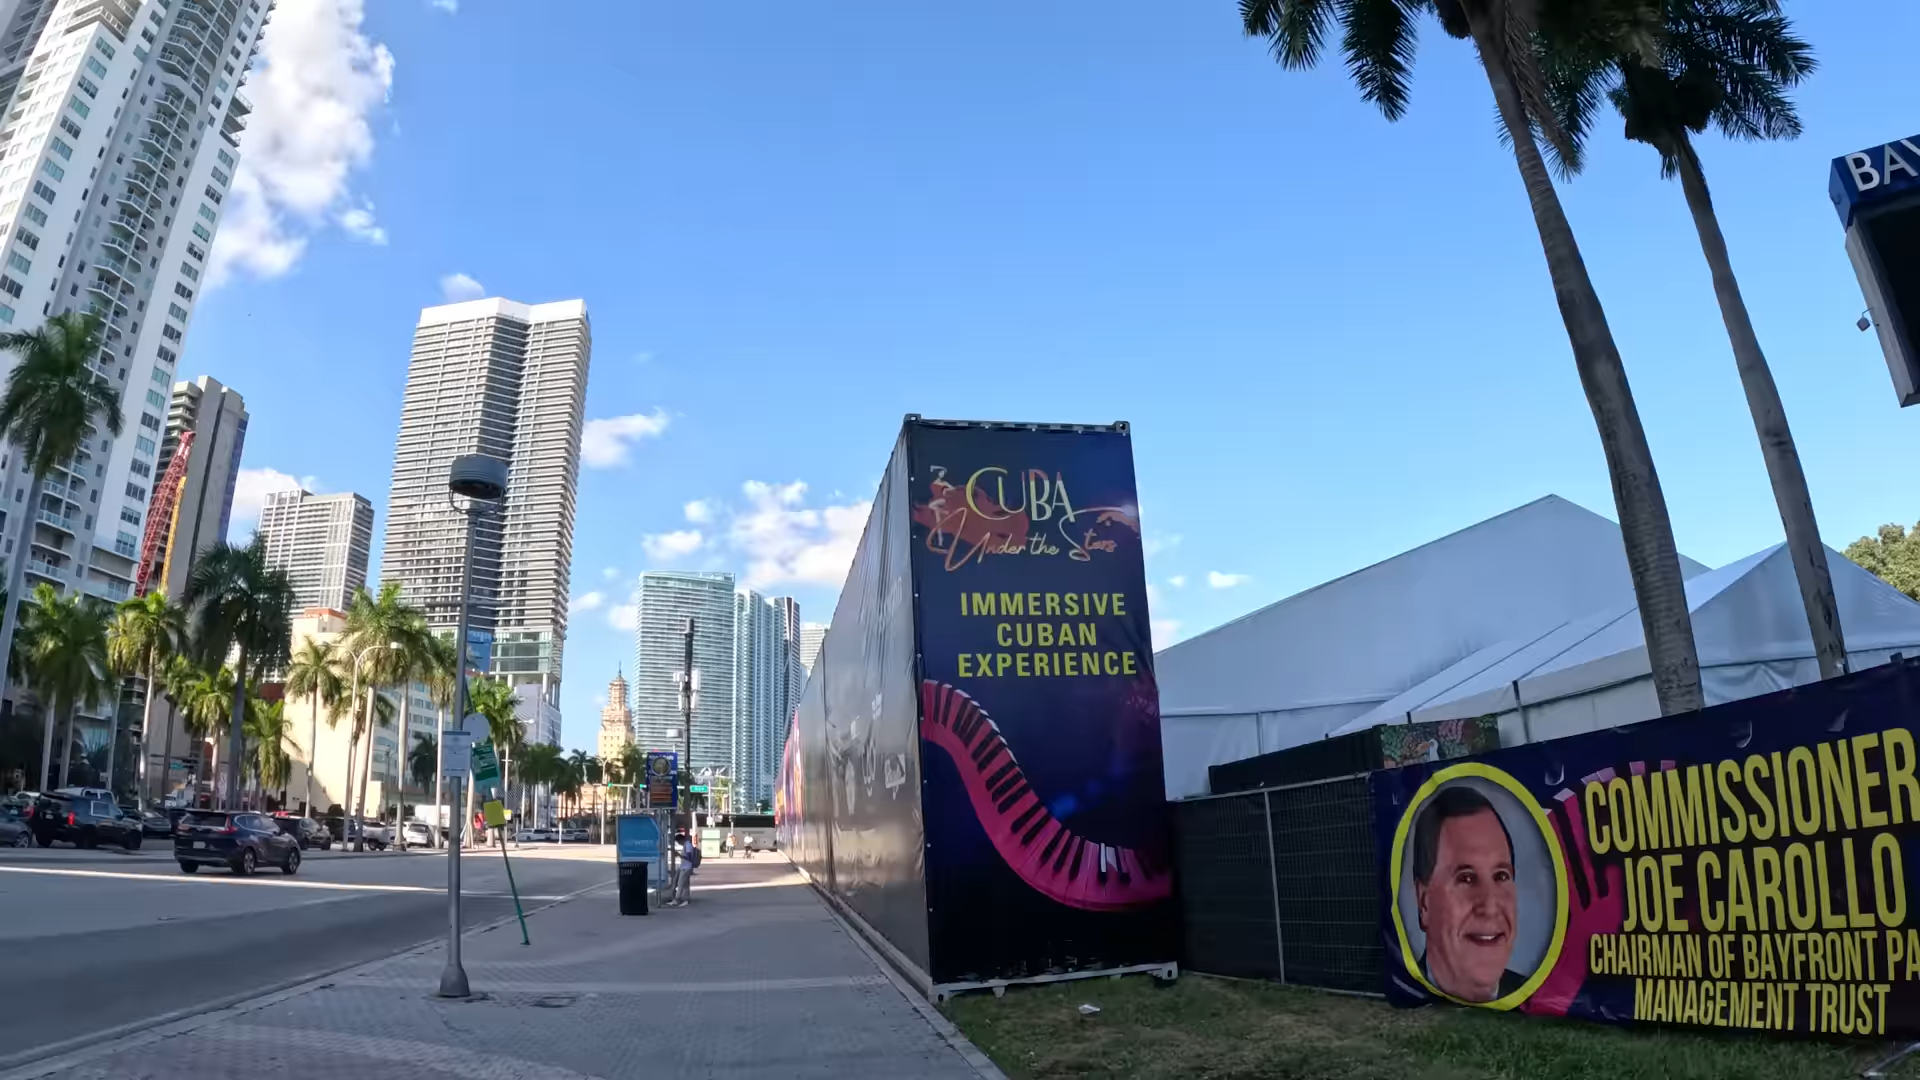 CUBA
Under the Stars
IMMERSIVE
CUBAN
EXPERIENCE
BAY
COMMISSIONER
JOE CAROLLO
CHAIRMAN OF BAYFRONT PA
MANAGEMENT TRUST